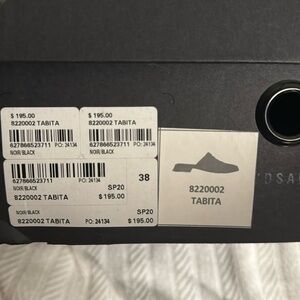 $ 195.00
8220002 TABITA
627866523711 PO: 24134
NOIR/BLACK
$ 195.00
8220002 TABITA
627866523711 PO: 24134
NOIR/BLACK
627866523711 PO: 24134
NOIR/BLACK
38
SP20
8220002 TABITA $ 195.00
NOIR/BLACK SP20
8220002 TABITA PO: 24134 $ 195.00
8220002
TABITA